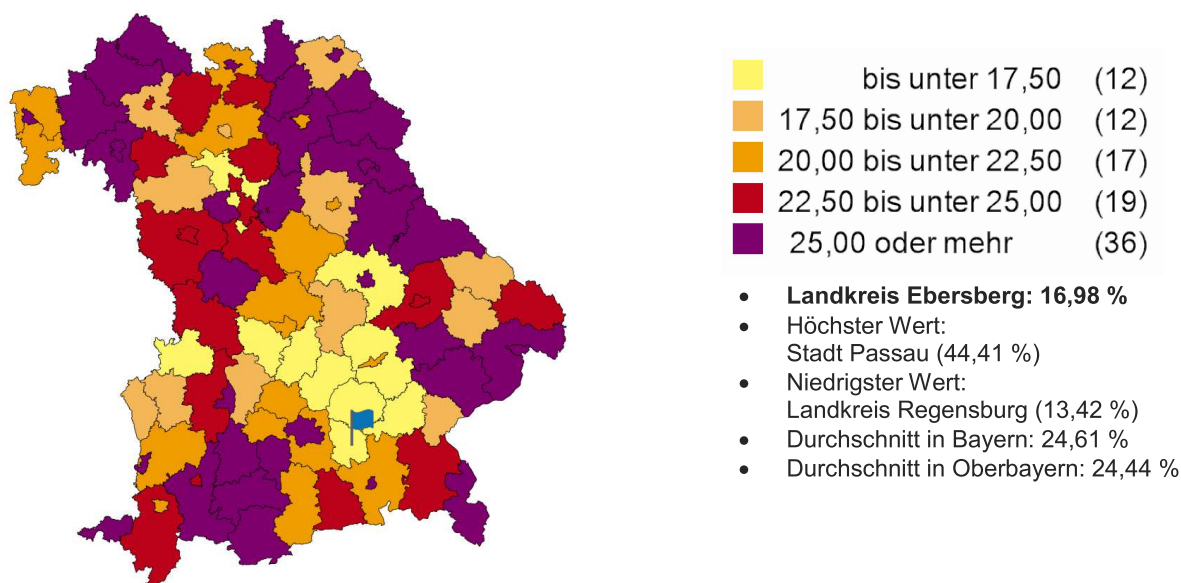 bis unter 17,50 (12)
17,50 bis unter 20,00 (12)
20,00 bis unter 22,50 (17)
22,50 bis unter 25,00 (19)
25,00 oder mehr (36)
• Landkreis Ebersberg: 16,98 %
• Höchster Wert:
Stadt Passau (44,41 %)
• Niedrigster Wert:
Landkreis Regensburg (13,42 %)
• Durchschnitt in Bayern: 24,61 %
• Durchschnitt in Oberbayern: 24,44 %